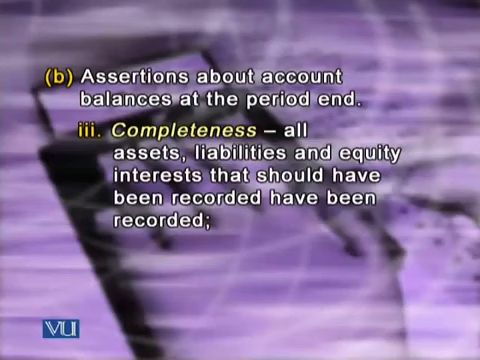 (b) Assertions about account
balances at the period end.
iii. Completeness – all
assets, liabilities and equity
interests that should have
been recorded have been
recorded;
VU